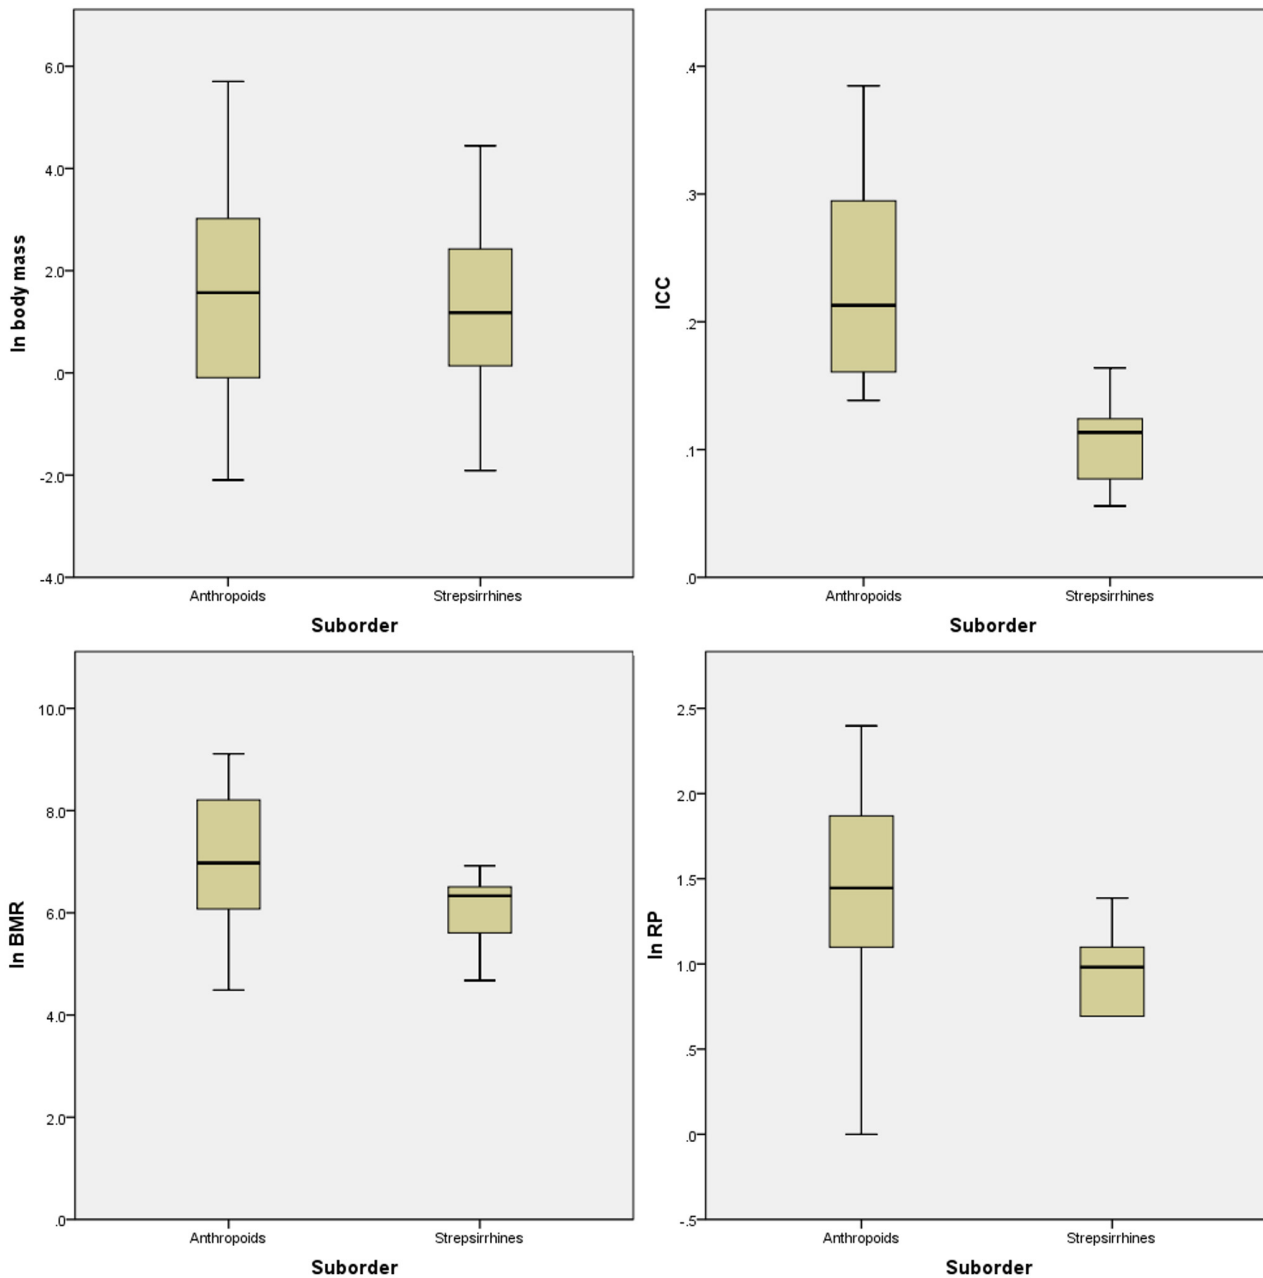 ln body mass
6.0
4.0
2.0
.0
-2.0
-4.0
Anthropoids Strepsirrhines
Suborder
ICC
.4
.3
.2
.1
.0
Anthropoids Strepsirrhines
Suborder
ln BMR
10.0
8.0
6.0
4.0
2.0
.0
Anthropoids Strepsirrhines
Suborder
ln RP
2.5
2.0
1.5
1.0
.5
.0
-.5
Anthropoids Strepsirrhines
Suborder